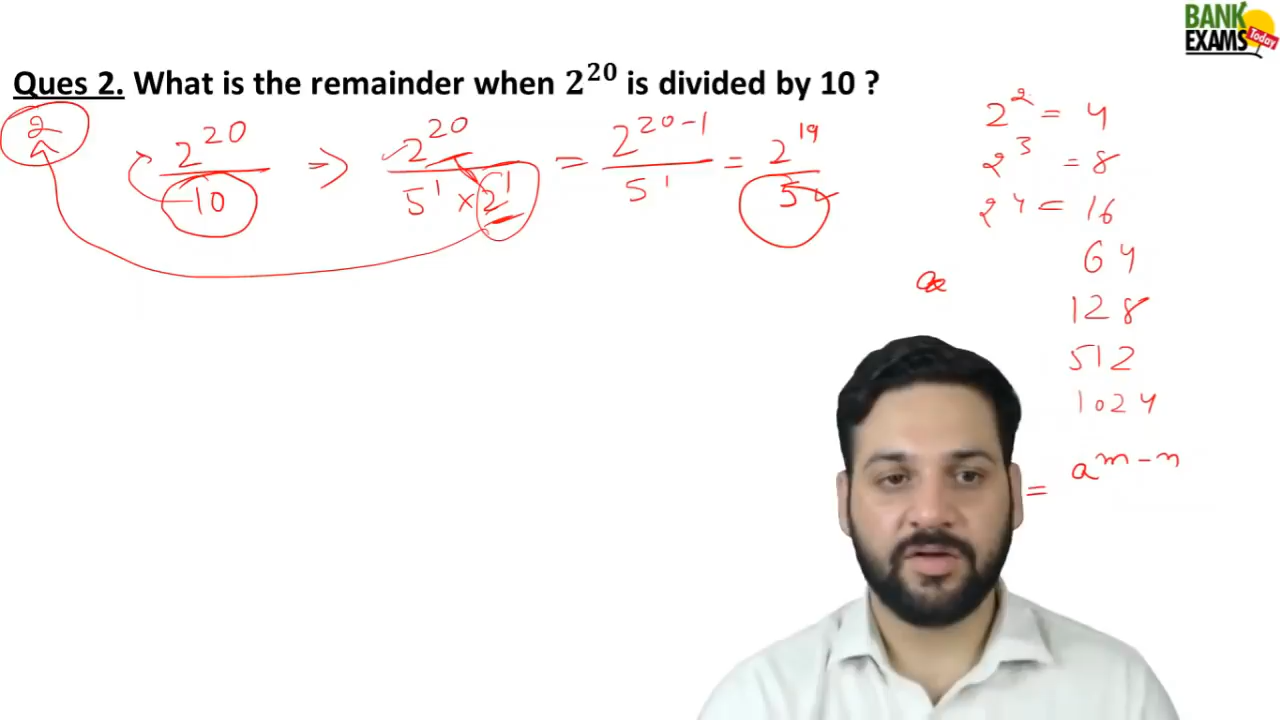 BANK
EXAMS Today
Ques 2. What is the remainder when 2^20 is divided by 10 ?
2
2^20 / 10 => 2^20 / 5^1 × 2^1 = 2^20-1 / 5^1 = 2^19 / 5
2^2 = 4
2^3 = 8
2^4 = 16
64
128
512
1024
= a^m-n